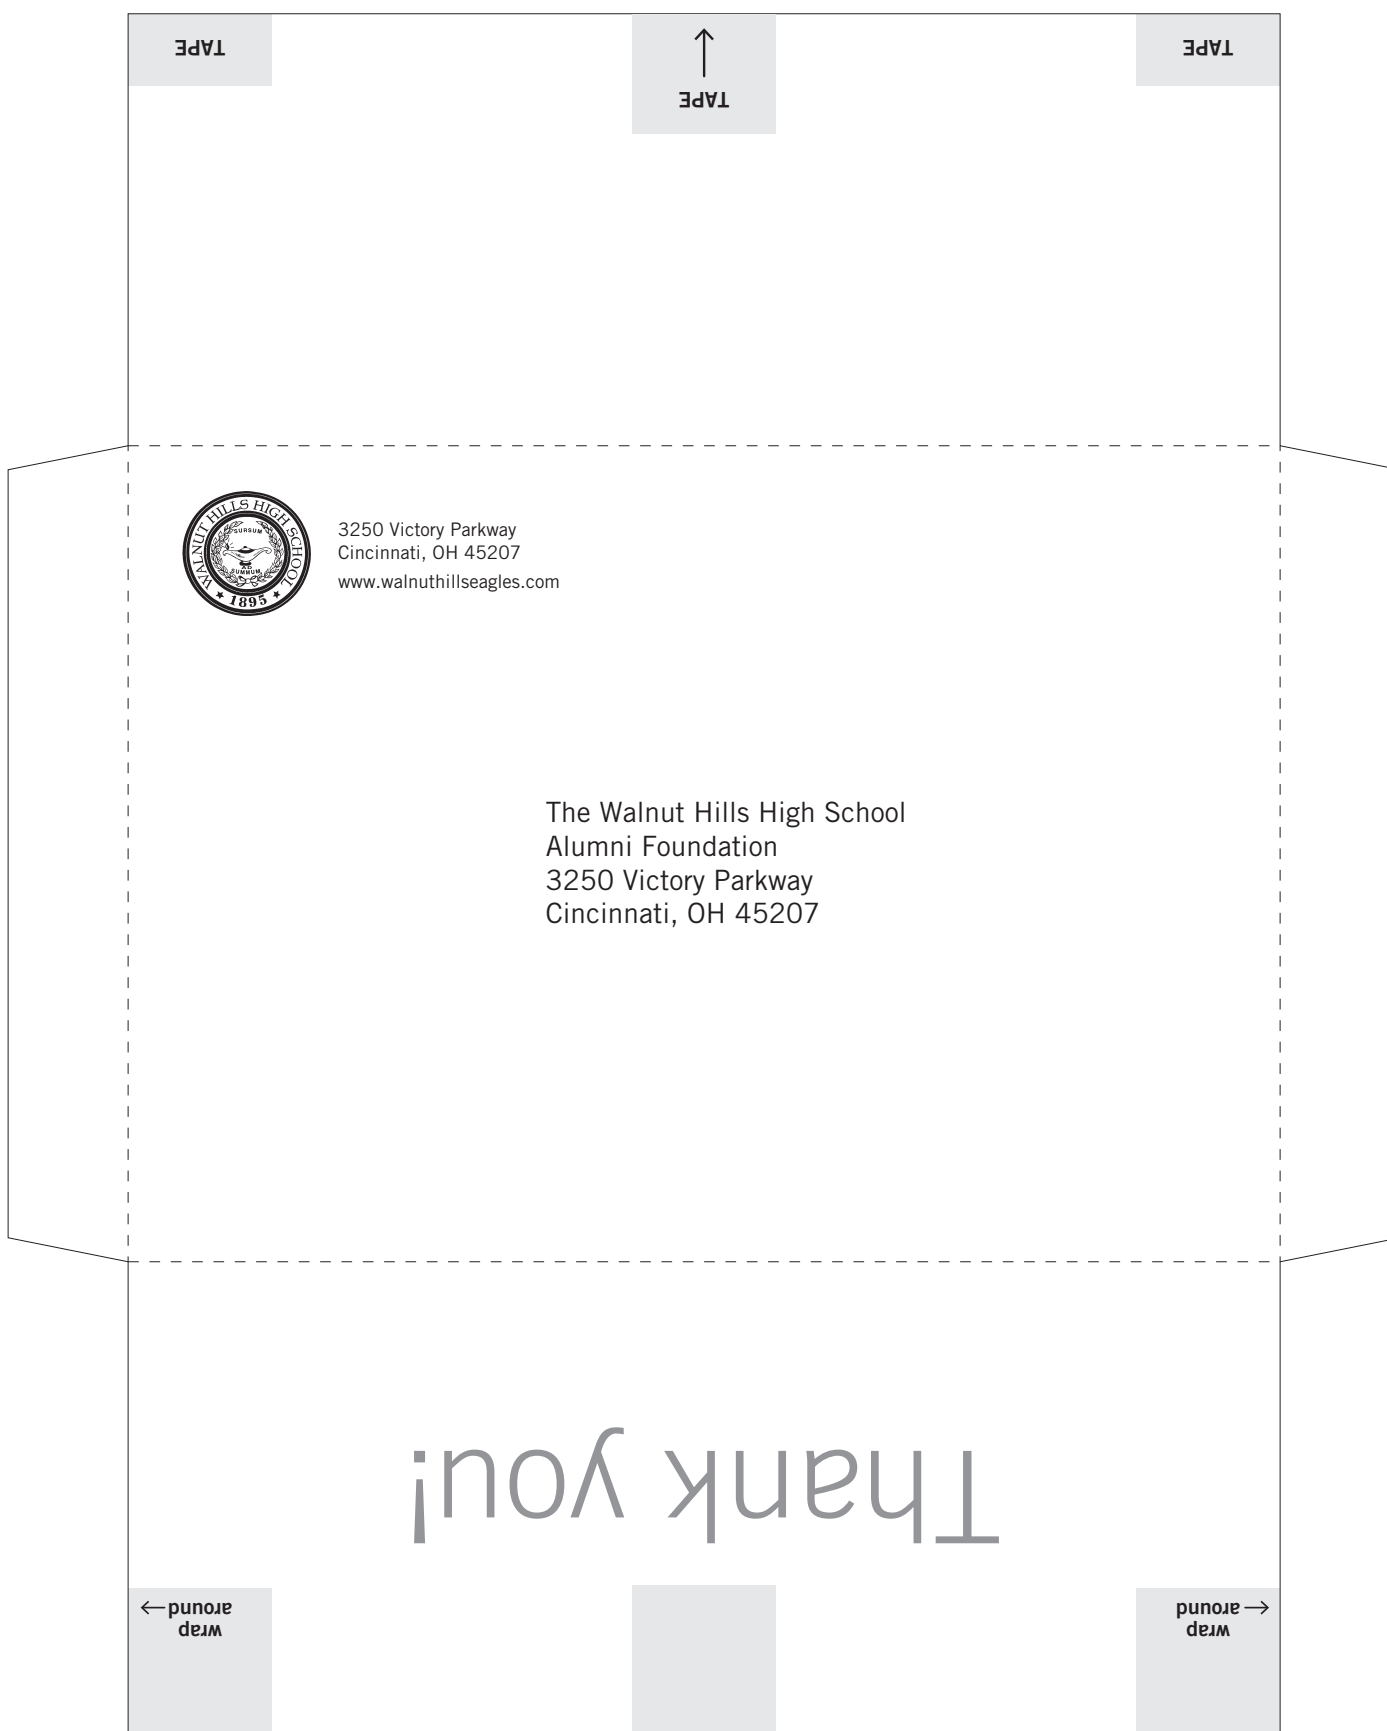 TAPE
TAPE
TAPE
WALNUT HILLS HIGH SCHOOL
SURSUM
AD
SUMMUM
★ 1895 ★
3250 Victory Parkway
Cincinnati, OH 45207
www.walnuthillseagles.com
The Walnut Hills High School
Alumni Foundation
3250 Victory Parkway
Cincinnati, OH 45207
Thank you!
wrap
around
wrap
around